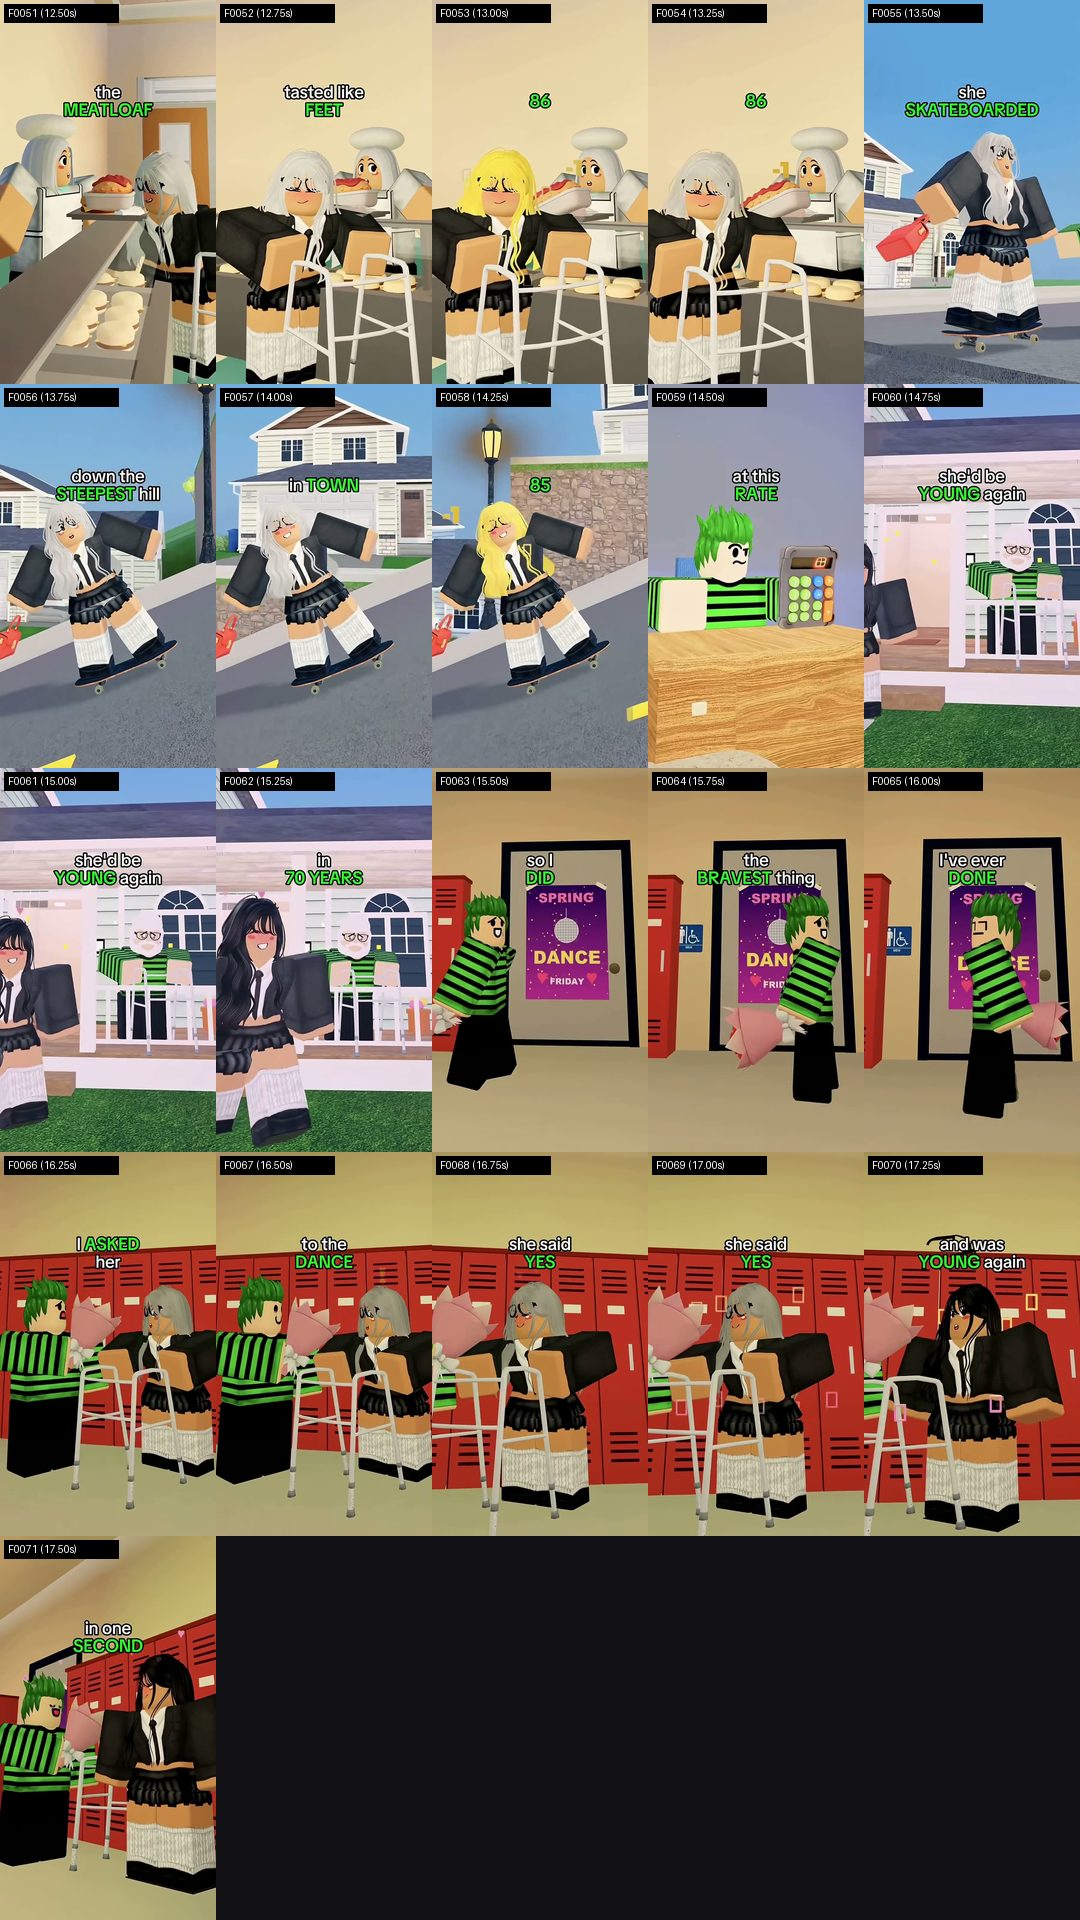 F0051 (12.50s)
the
MEATLOAF
F0052 (12.75s)
tasted like
FEET
F0053 (13.00s)
86
F0054 (13.25s)
86
F0055 (13.50s)
she
SKATEBOARDED
F0056 (13.75s)
down the
STEEPEST hill
F0057 (14.00s)
in TOWN
F0058 (14.25s)
85
F0059 (14.50s)
at this
RATE
F0060 (14.75s)
she'd be
YOUNG again
F0061 (15.00s)
she'd be
YOUNG again
F0062 (15.25s)
in
70 YEARS
F0063 (15.50s)
so I
DID
SPRING
DANCE
FRIDAY
F0064 (15.75s)
the
BRAVEST thing
SPRING
F0065 (16.00s)
I've ever
DONE
F0066 (16.25s)
I ASKED
her
F0067 (16.50s)
to the
DANCE
F0068 (16.75s)
she said
YES
F0069 (17.00s)
she said
YES
F0070 (17.25s)
and was
YOUNG again
F0071 (17.50s)
in one
SECOND